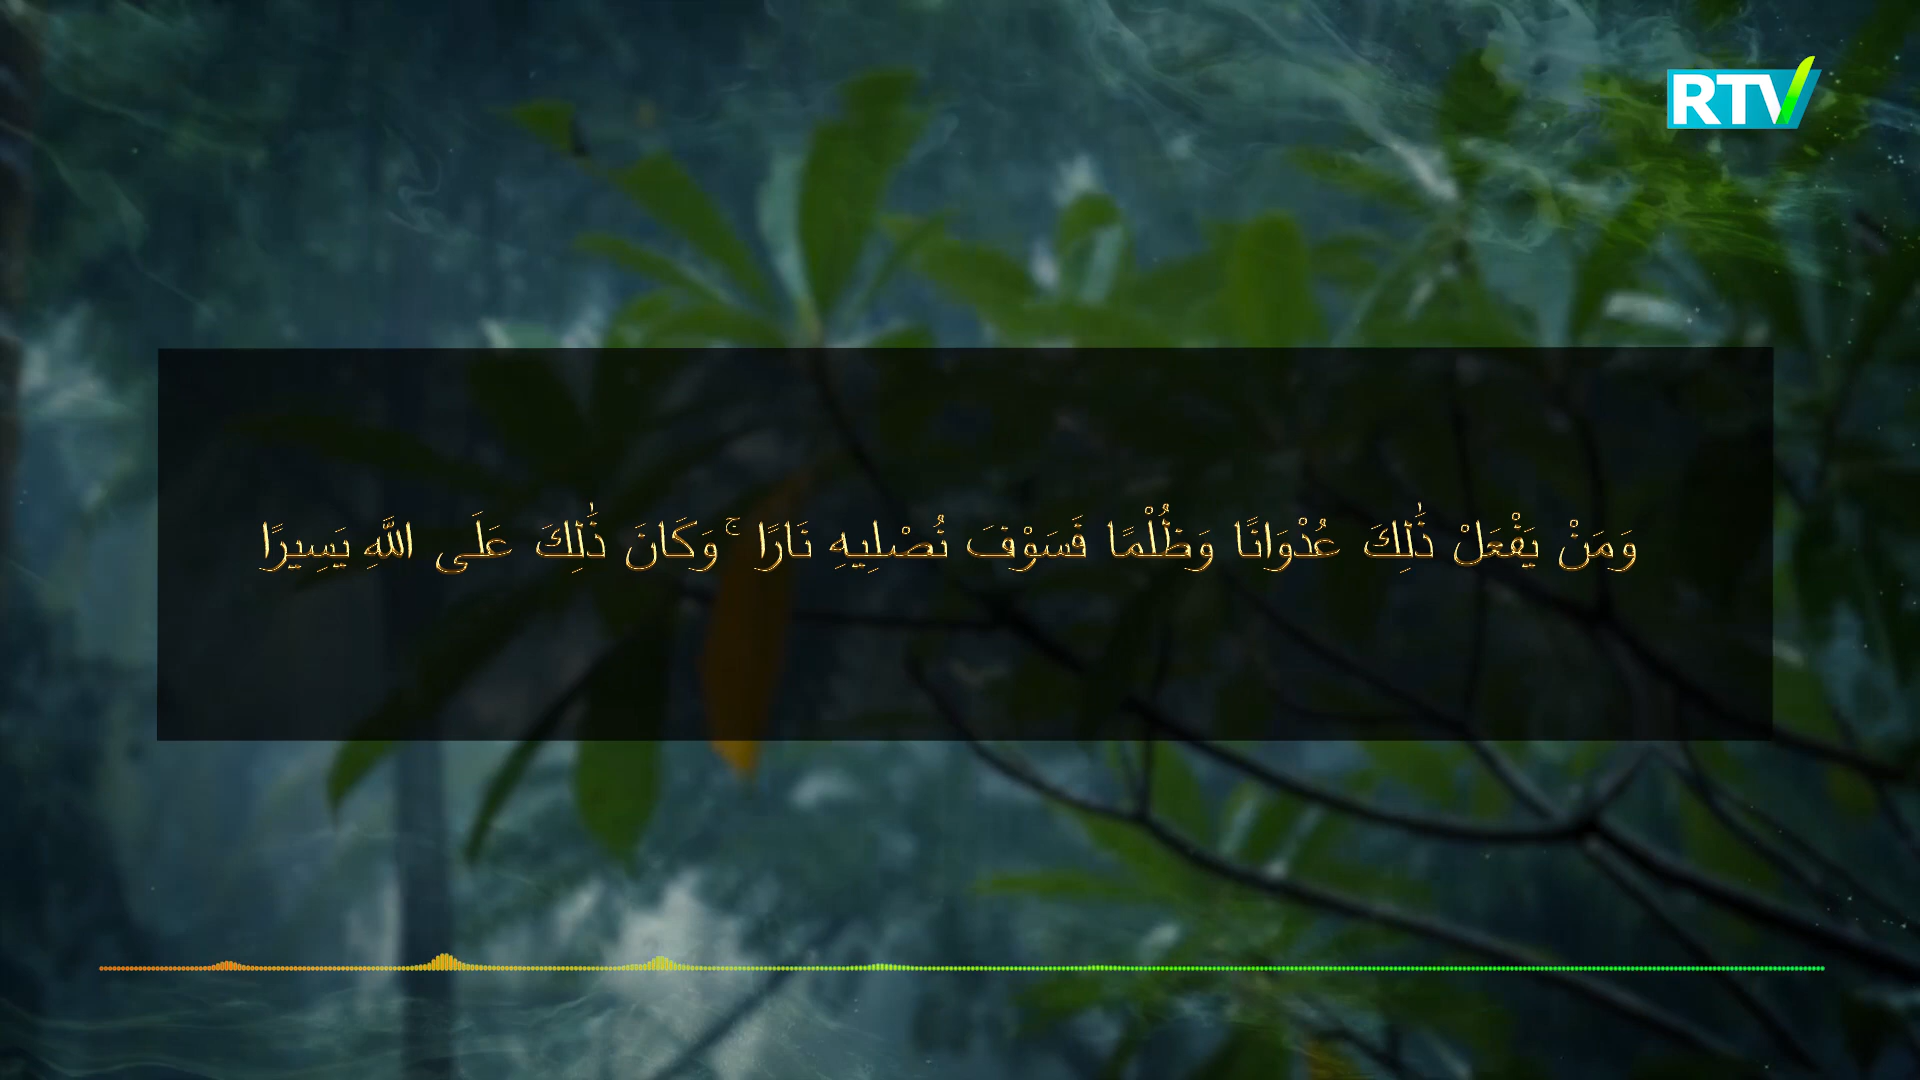 RTV
وَمَنْ يَفْعَلْ ذَٰلِكَ عُدْوَانًا وَظُلْمًا فَسَوْفَ نُصْلِيهِ نَارًا ۚ وَكَانَ ذَٰلِكَ عَلَى اللَّهِ يَسِيرًا